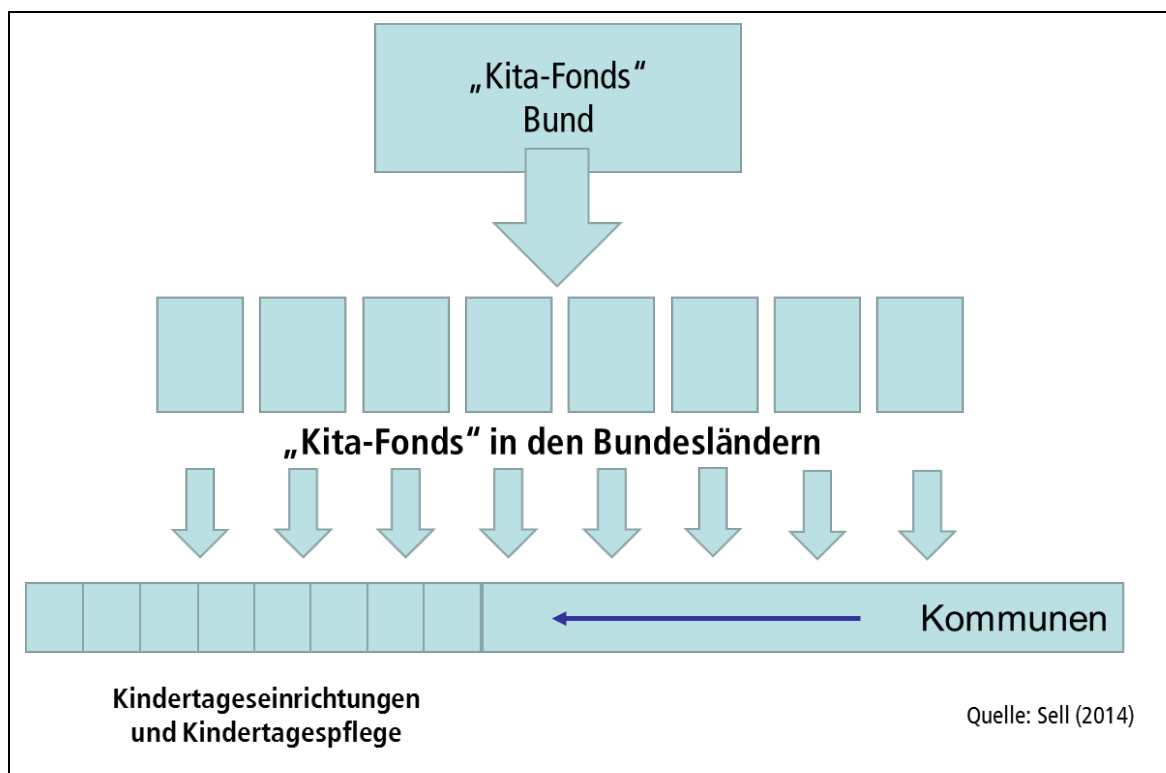 „Kita-Fonds“
Bund
„Kita-Fonds“ in den Bundesländern
Kommunen
Kindertageseinrichtungen
und Kindertagespflege
Quelle: Sell (2014)